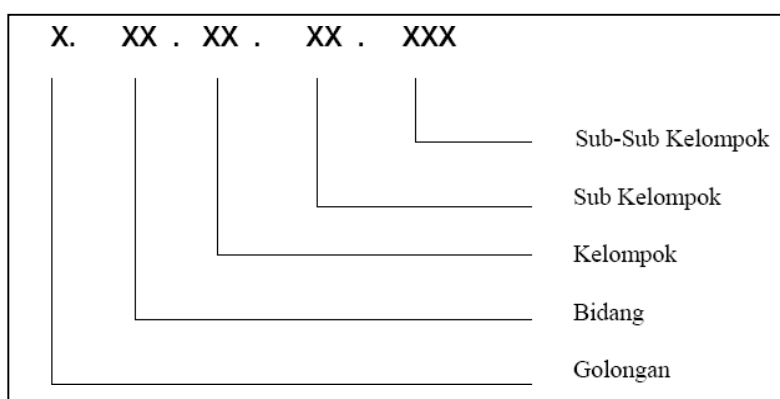 X. XX . XX . XX . XXX
Sub-Sub Kelompok
Sub Kelompok
Kelompok
Bidang
Golongan